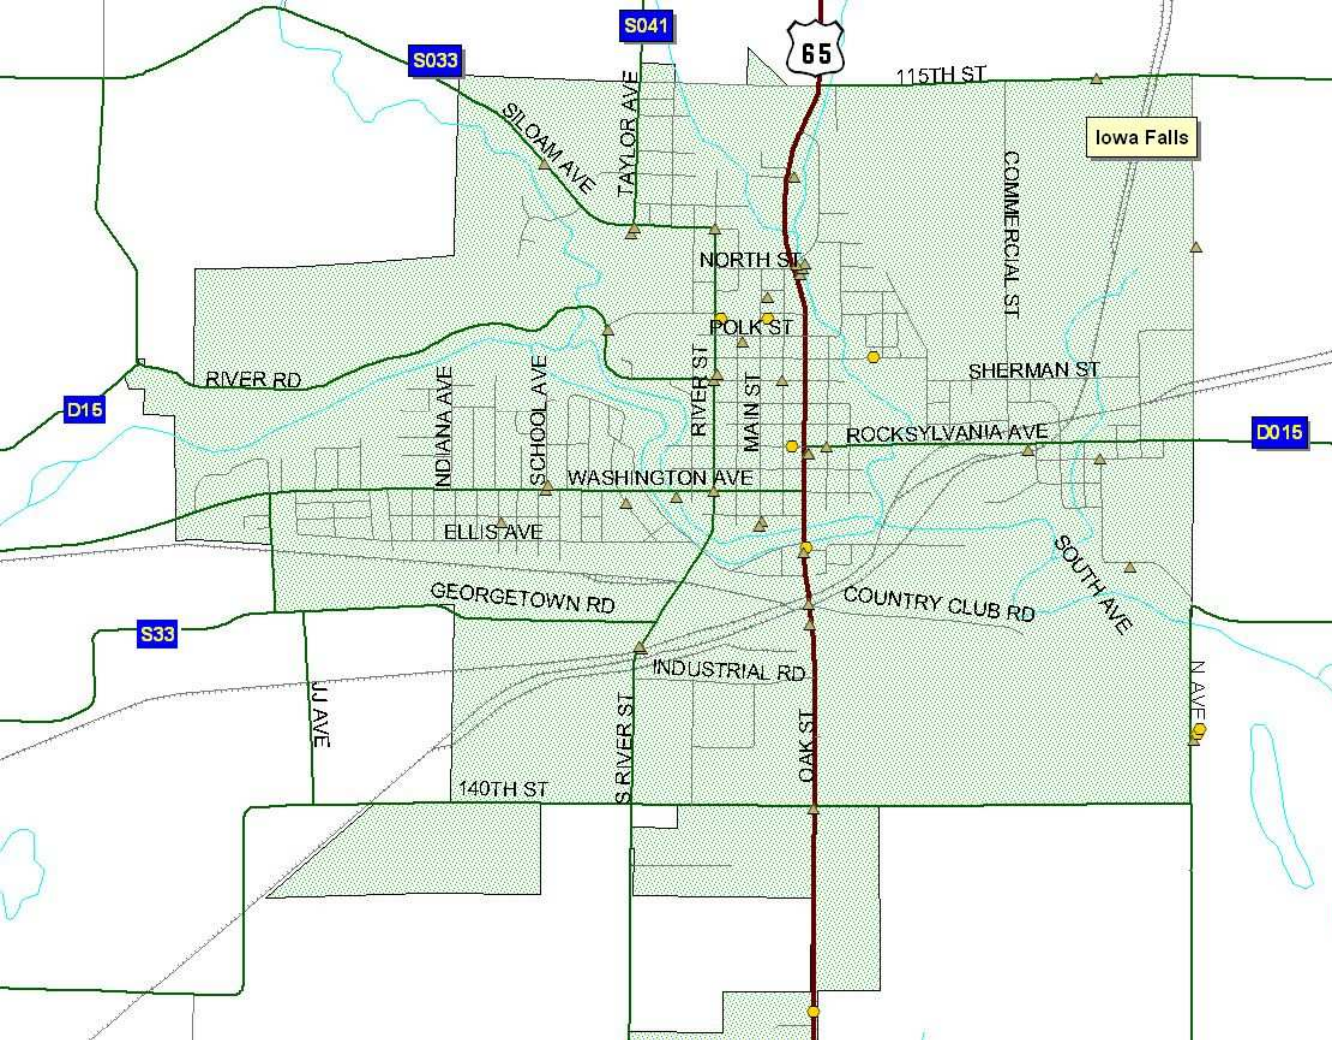 S041
65
S033
115TH ST
SILOAM AVE
TAYLOR AVE
Iowa Falls
COMMERCIAL ST
NORTH ST
POLK ST
RIVER RD
INDIANA AVE
SCHOOL AVE
RIVER ST
MAIN ST
SHERMAN ST
D15
ROCKSYLVANIA AVE
D015
WASHINGTON AVE
ELLIS AVE
SOUTH AVE
GEORGETOWN RD
COUNTRY CLUB RD
S33
INDUSTRIAL RD
JJ AVE
S RIVER ST
OAK ST
N AVE
140TH ST